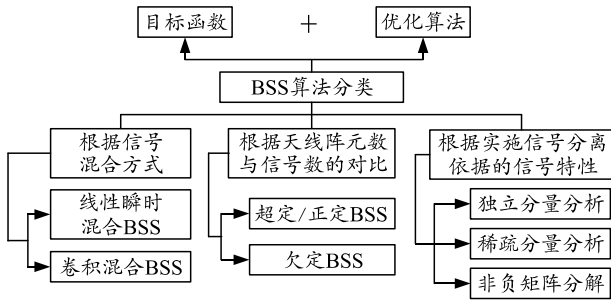 目标函数 + 优化算法
BSS算法分类
根据信号
混合方式
根据天线阵元数
与信号数的对比
根据实施信号分离
依据的信号特性
线性瞬时
混合BSS
卷积混合BSS
超定/正定BSS
欠定BSS
独立分量分析
稀疏分量分析
非负矩阵分解